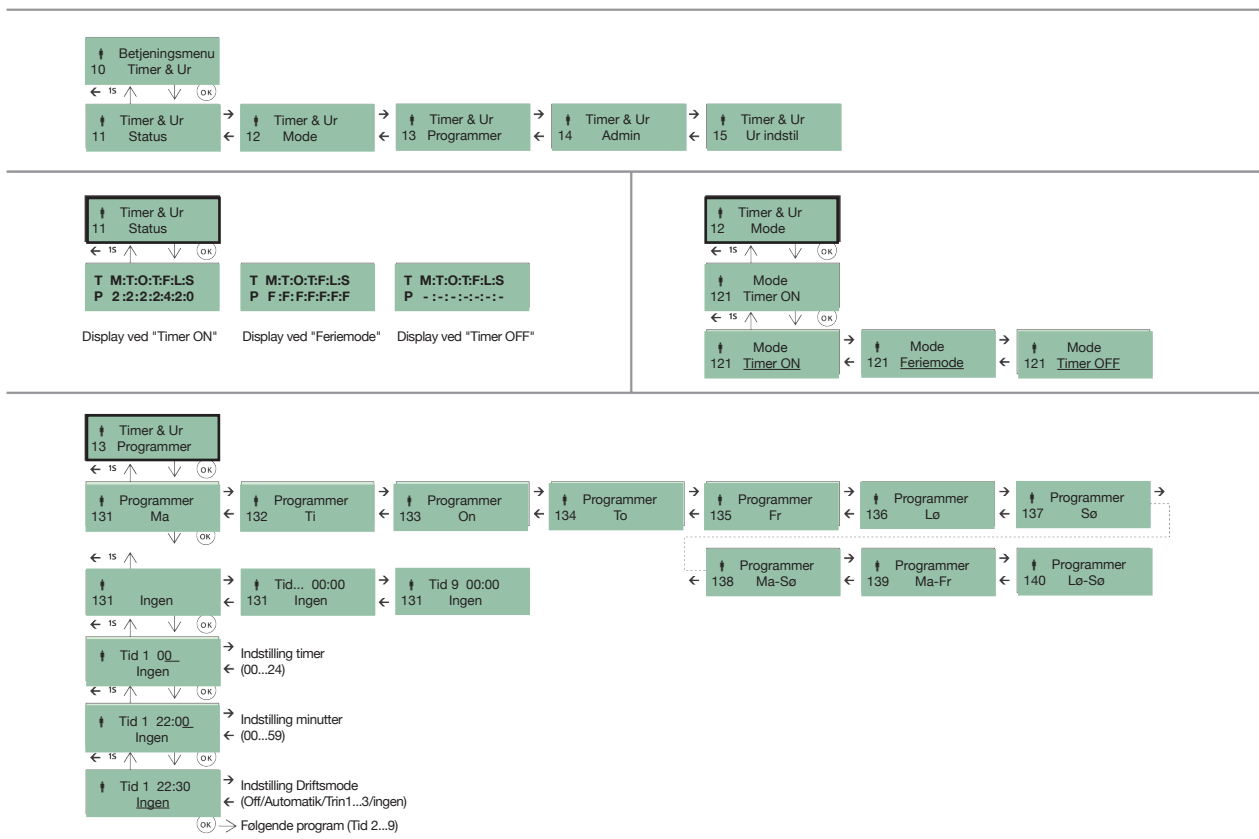 Betjeningsmenu
10 Timer & Ur
1S OK
Timer & Ur
11 Status
Timer & Ur
12 Mode
Timer & Ur
13 Programmer
Timer & Ur
14 Admin
Timer & Ur
15 Ur indstil
Timer & Ur
11 Status
1S OK
T M:T:O:T:F:L:S
P 2:2:2:2:4:2:0
T M:T:O:T:F:L:S
P F:F:F:F:F:F:F
T M:T:O:T:F:L:S
P -:-:-:-:-:-:-
Display ved "Timer ON"
Display ved "Feriemode"
Display ved "Timer OFF"
Timer & Ur
12 Mode
1S OK
Mode
121 Timer ON
1S OK
Mode
121 Timer ON
Mode
121 Feriemode
Mode
121 Timer OFF
Timer & Ur
13 Programmer
1S OK
Programmer
131 Ma
Programmer
132 Ti
Programmer
133 On
Programmer
134 To
Programmer
135 Fr
Programmer
136 Lø
Programmer
137 Sø
OK
Programmer
138 Ma-Sø
Programmer
139 Ma-Fr
Programmer
140 Lø-Sø
1S
131 Ingen
Tid... 00:00
131 Ingen
Tid 9 00:00
131 Ingen
1S OK
Tid 1 00
Ingen
Indstilling timer
(00...24)
1S OK
Tid 1 22:00
Ingen
Indstilling minutter
(00...59)
1S OK
Tid 1 22:30
Ingen
Indstilling Driftsmode
(Off/Automatik/Trin1...3/ingen)
OK Følgende program (Tid 2...9)